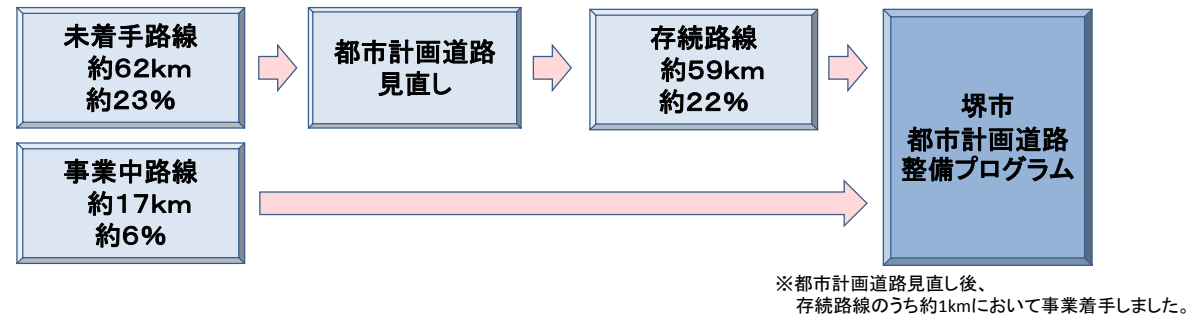 未着手路線
約62km
約23%
都市計画道路
見直し
存続路線
約59km
約22%
事業中路線
約17km
約6%
堺市
都市計画道路
整備プログラム
※都市計画道路見直し後、
存続路線のうち約1kmにおいて事業着手しました。